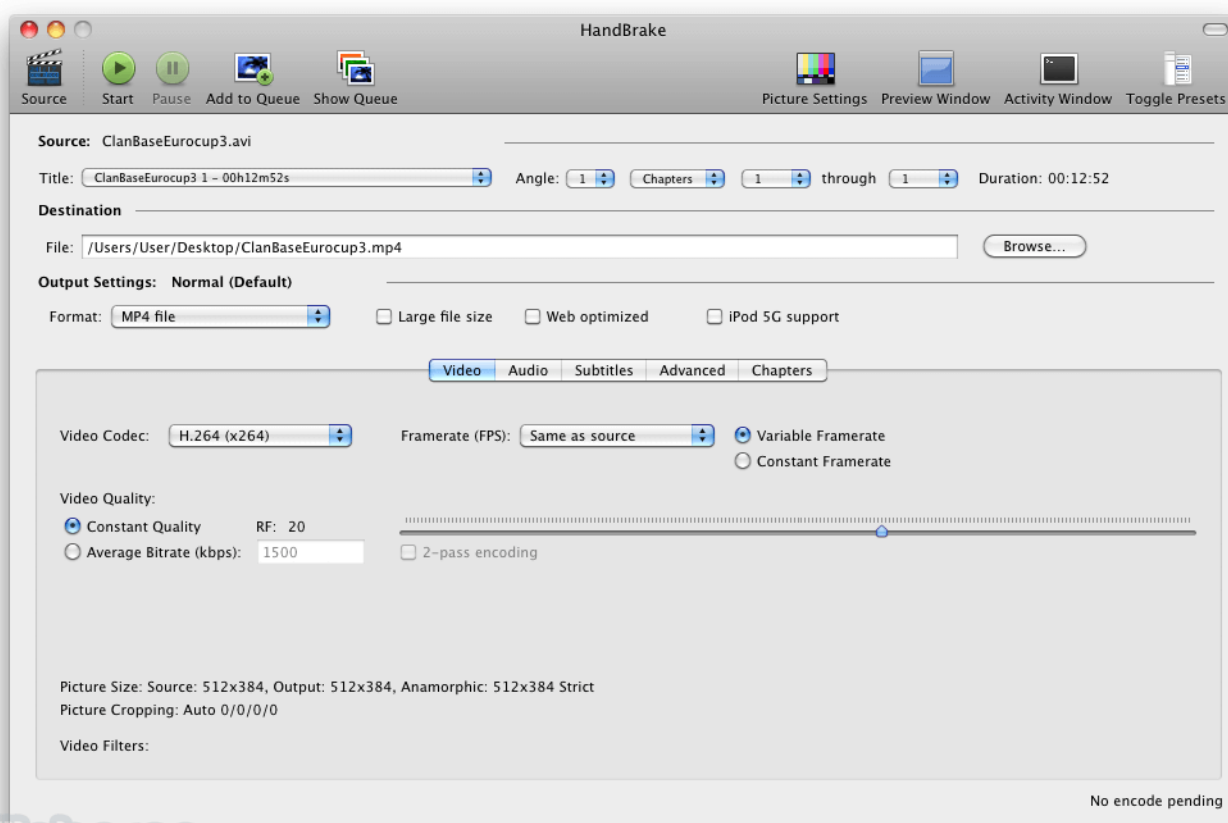 HandBrake
Source Start Pause Add to Queue Show Queue Picture Settings Preview Window Activity Window Toggle Presets
Source: ClanBaseEurocup3.avi
Title: ClanBaseEurocup3 1 – 00h12m52s Angle: 1 Chapters 1 through 1 Duration: 00:12:52
Destination
File: /Users/User/Desktop/ClanBaseEurocup3.mp4 Browse...
Output Settings: Normal (Default)
Format: MP4 file Large file size Web optimized iPod 5G support
Video Audio Subtitles Advanced Chapters
Video Codec: H.264 (x264) Framerate (FPS): Same as source Variable Framerate
Constant Framerate
Video Quality:
Constant Quality RF: 20
Average Bitrate (kbps): 1500 2-pass encoding
Picture Size: Source: 512x384, Output: 512x384, Anamorphic: 512x384 Strict
Picture Cropping: Auto 0/0/0/0
Video Filters:
No encode pending